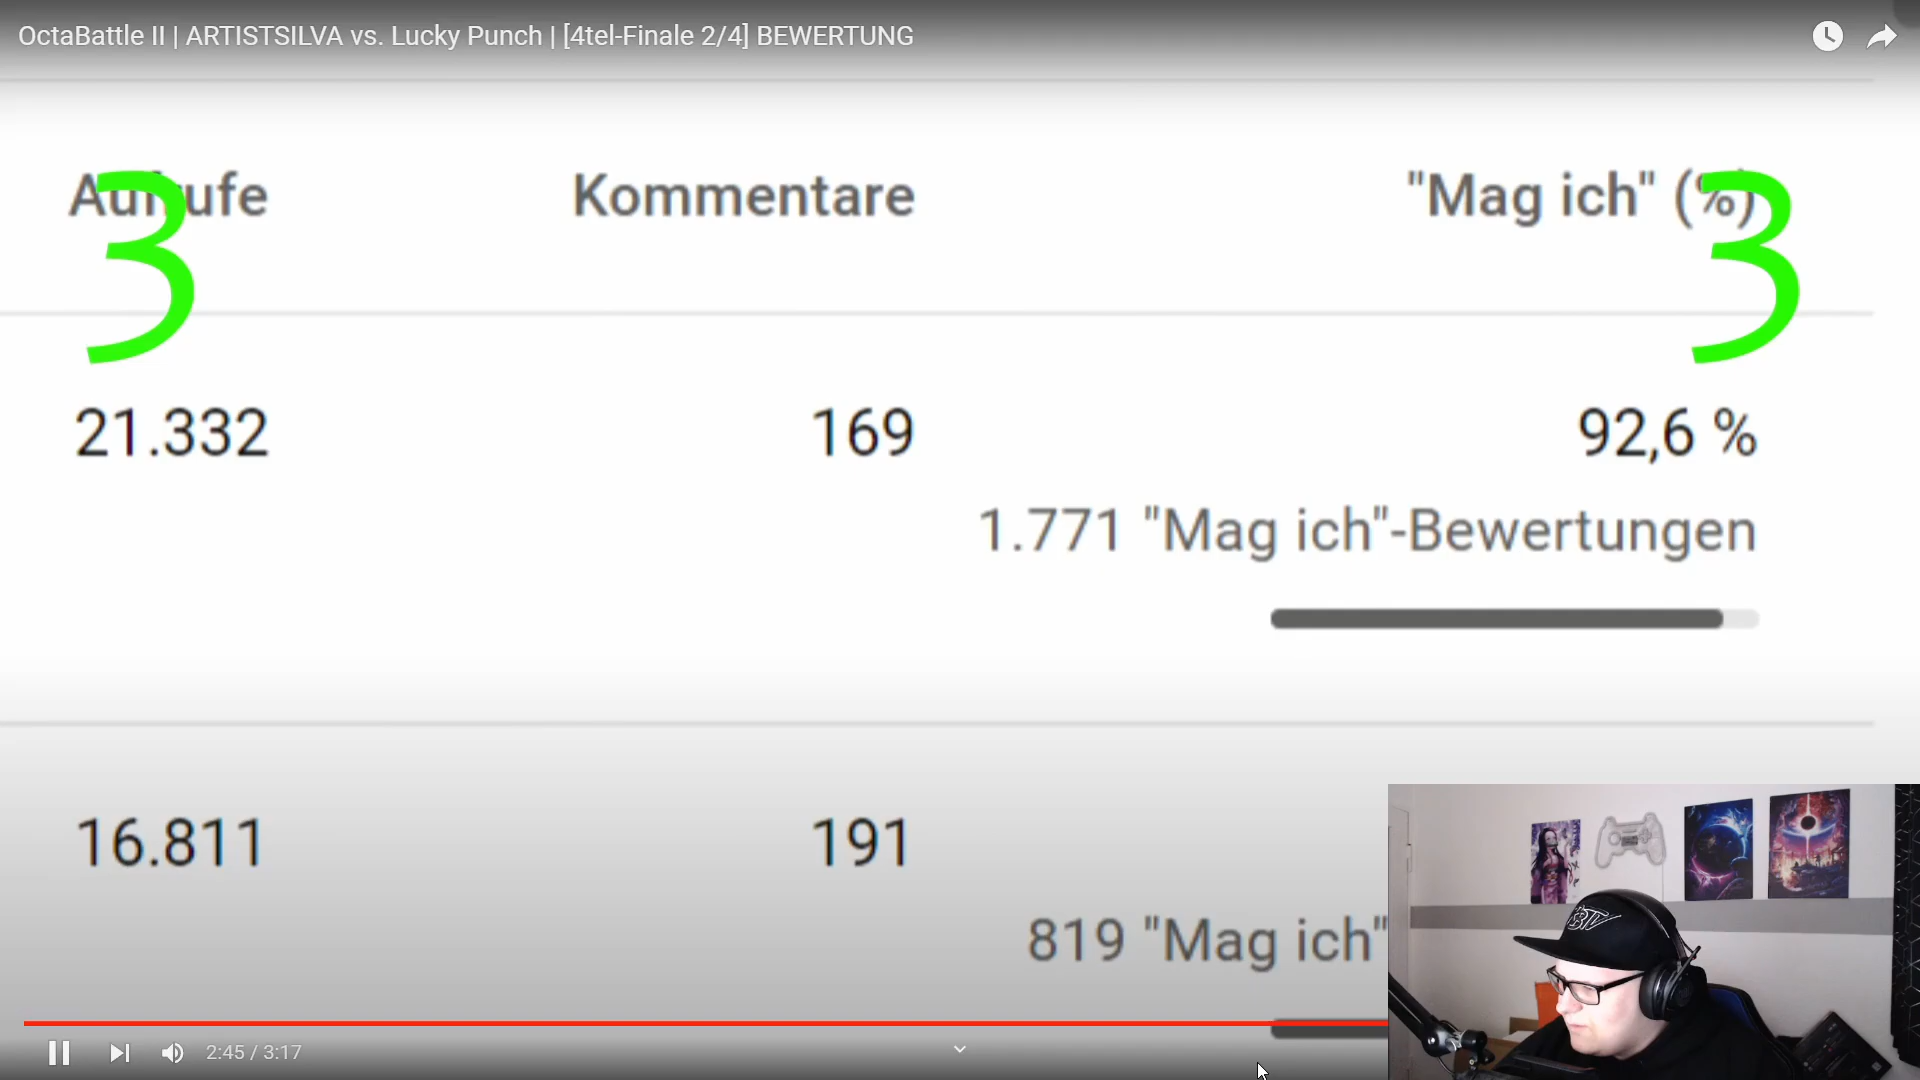 OctaBattle II | ARTISTSILVA vs. Lucky Punch | [4tel-Finale 2/4] BEWERTUNG
Aufrufe Kommentare "Mag ich" (%)
3 3
21.332 169 92,6 %
1.771 "Mag ich"-Bewertungen
16.811 191
819 "Mag ich"
2:45 / 3:17